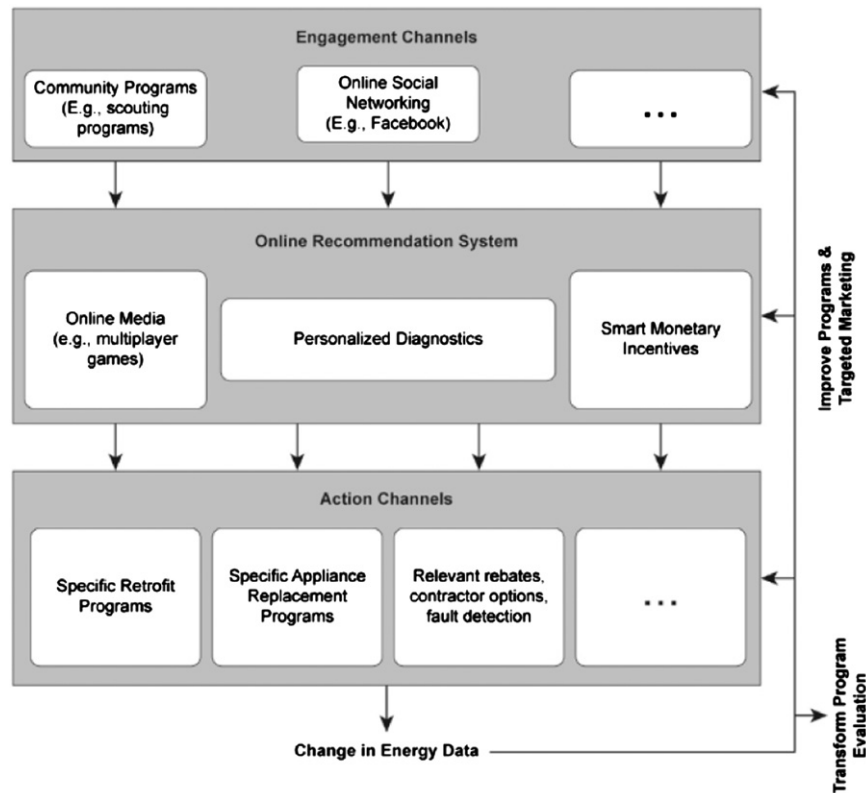 Engagement Channels
Community Programs
(E.g., scouting
programs)
Online Social
Networking
(E.g., Facebook)
...
Online Recommendation System
Online Media
(e.g., multiplayer
games)
Personalized Diagnostics
Smart Monetary
Incentives
Action Channels
Specific Retrofit
Programs
Specific Appliance
Replacement
Programs
Relevant rebates,
contractor options,
fault detection
...
Change in Energy Data
Improve Programs &
Targeted Marketing
Transform Program
Evaluation